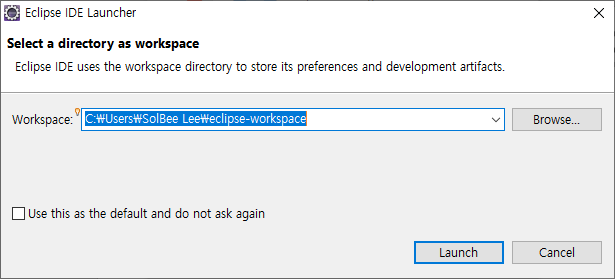 Eclipse IDE Launcher
Select a directory as workspace
Eclipse IDE uses the workspace directory to store its preferences and development artifacts.
Workspace: C:₩Users₩SolBee Lee₩eclipse-workspace Browse...
Use this as the default and do not ask again
Launch Cancel